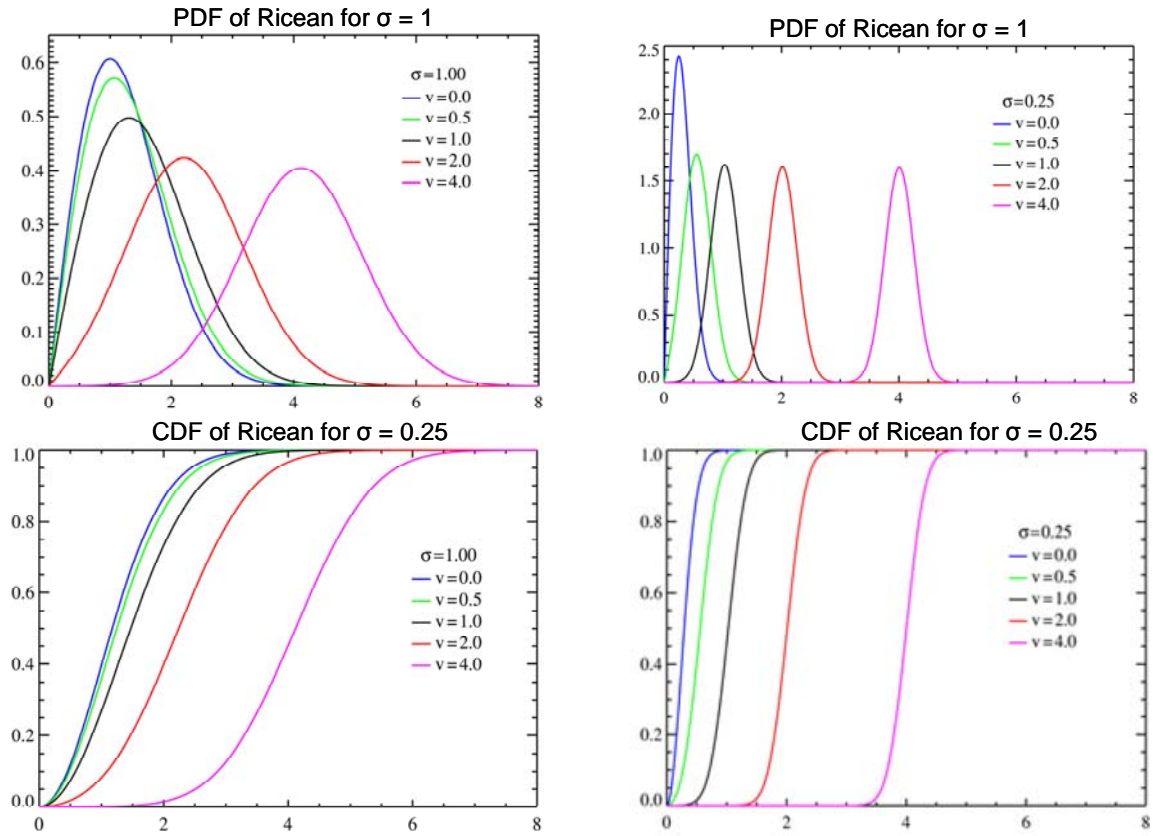 PDF of Ricean for σ = 1
0.6
0.5
0.4
0.3
0.2
0.1
0.0
0 2 4 6 8
σ=1.00
v=0.0
v=0.5
v=1.0
v=2.0
v=4.0
PDF of Ricean for σ = 1
2.5
2.0
1.5
1.0
0.5
0.0
0 2 4 6 8
σ=0.25
v=0.0
v=0.5
v=1.0
v=2.0
v=4.0
CDF of Ricean for σ = 0.25
1.0
0.8
0.6
0.4
0.2
0.0
0 2 4 6 8
σ=1.00
v=0.0
v=0.5
v=1.0
v=2.0
v=4.0
CDF of Ricean for σ = 0.25
1.0
0.8
0.6
0.4
0.2
0.0
0 2 4 6 8
σ=0.25
v=0.0
v=0.5
v=1.0
v=2.0
v=4.0